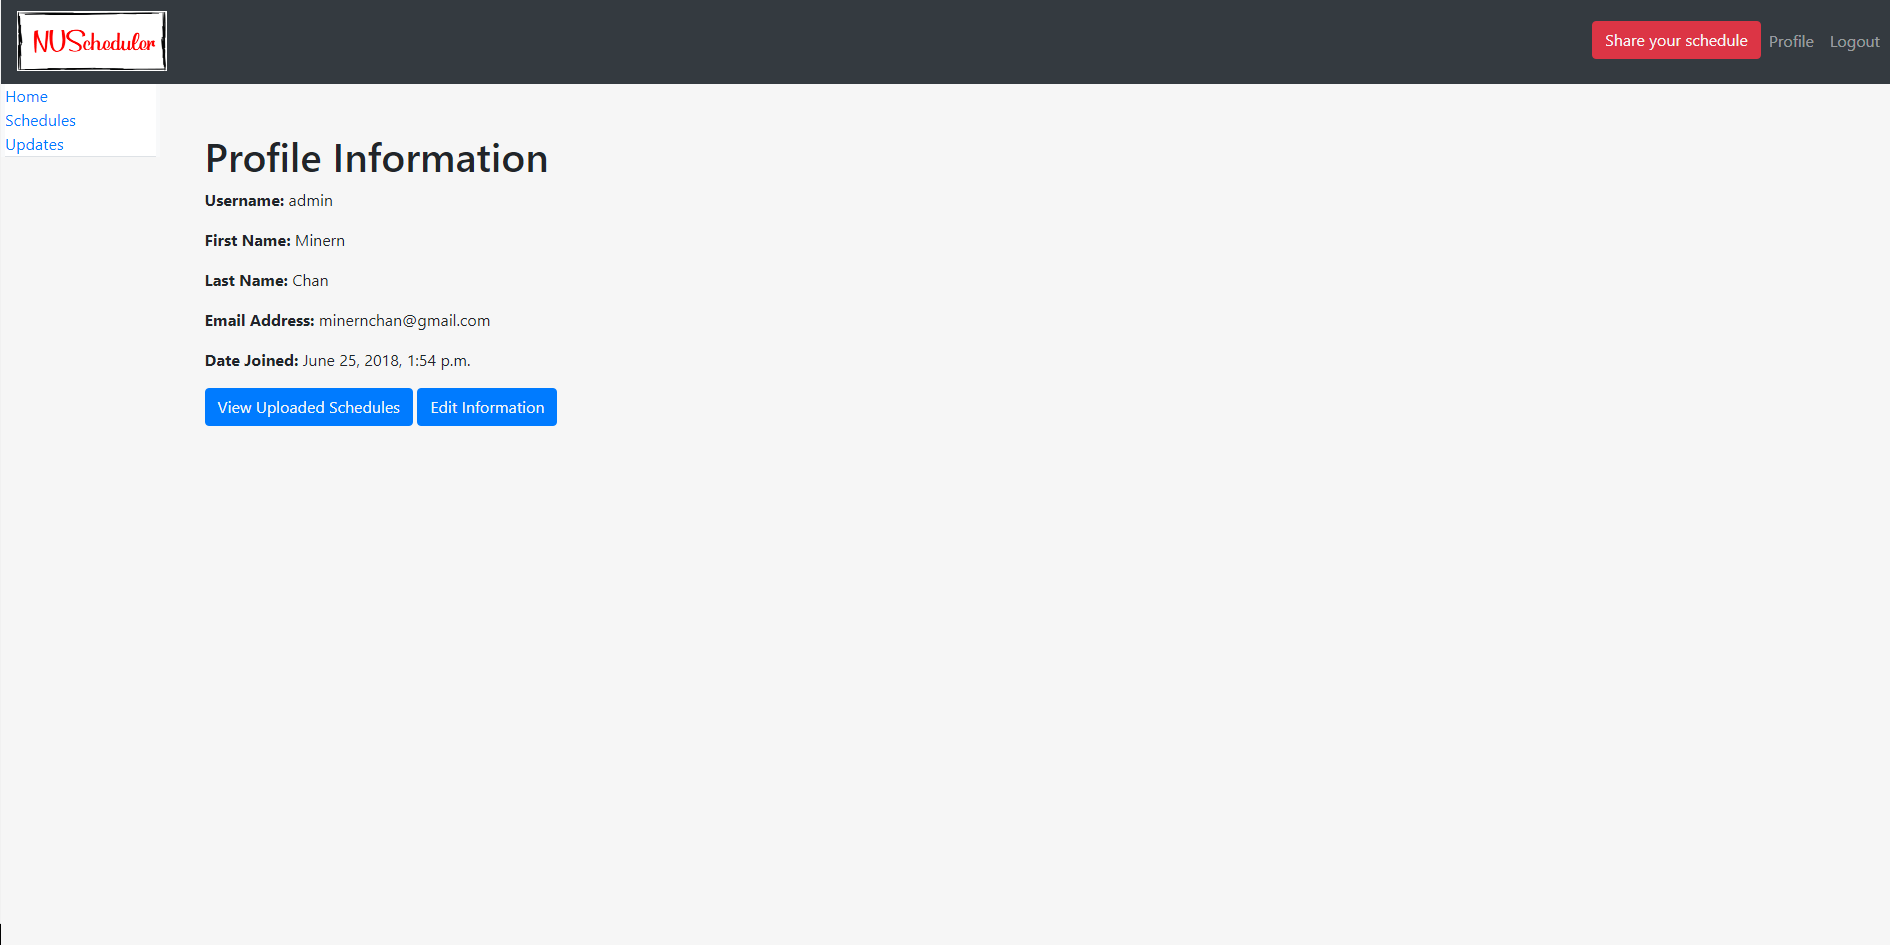 NUScheduler
Share your schedule Profile Logout
Home
Schedules
Updates
Profile Information
Username: admin
First Name: Minern
Last Name: Chan
Email Address: minernchan@gmail.com
Date Joined: June 25, 2018, 1:54 p.m.
View Uploaded Schedules Edit Information